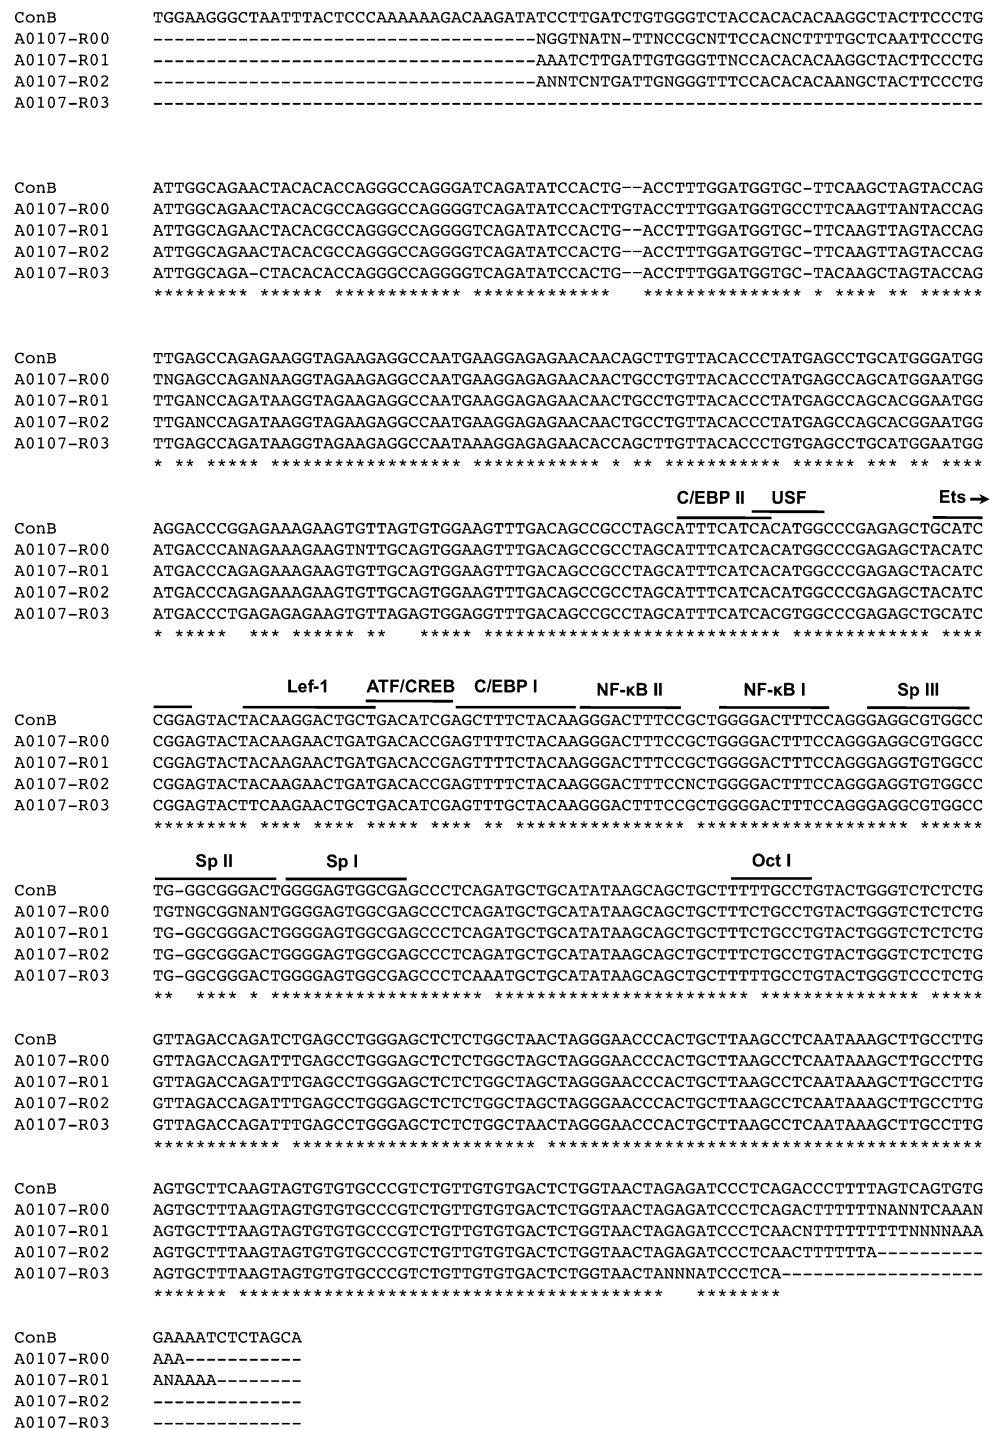 ConB TGGAAGGGCTAATTTACTCCCAAAAAAGACAAGATATCCTTGATCTGTGGGTCTACCACACACAAGGCTACTTCCCTG
A0107-R00 ------------------------------------NGGTNATN-TTNCCGCNTTCCACNCTTTTGCTCAATTCCCTG
A0107-R01 ------------------------------------AAATCTTGATTGTGGGTTNCCACACACAAGGCTACTTCCCTG
A0107-R02 ------------------------------------ANNTCNTGATTGNGGGTTTCCACACACAANGCTACTTCCCTG
A0107-R03 ------------------------------------------------------------------------------
ConB ATTGGCAGAACTACACACCAGGGCCAGGGATCAGATATCCACTG--ACCTTTGGATGGTGC-TTCAAGCTAGTACCAG
A0107-R00 ATTGGCAGAACTACACGCCAGGGCCAGGGGTCAGATATCCACTTGTACCTTTGGATGGTGCCTTCAAGTTANTACCAG
A0107-R01 ATTGGCAGAACTACACGCCAGGGCCAGGGGTCAGATATCCACTG--ACCTTTGGATGGTGC-TTCAAGTTAGTACCAG
A0107-R02 ATTGGCAGAACTACACGCCAGGGCCAGGGGTCAGATATCCACTG--ACCTTTGGATGGTGC-TTCAAGTTAGTACCAG
A0107-R03 ATTGGCAGA-CTACACACCAGGGCCAGGGGTCAGATATCCACTG--ACCTTTGGATGGTGC-TACAAGCTAGTACCAG
********* ****** ************ *************   *************** * **** ** ******
ConB TTGAGCCAGAGAAGGTAGAAGAGGCCAATGAAGGAGAGAACAACAGCTTGTTACACCCTATGAGCCTGCATGGGATGG
A0107-R00 TNGAGCCAGANAAGGTAGAAGAGGCCAATGAAGGAGAGAACAACTGCCTGTTACACCCTATGAGCCAGCATGGAATGG
A0107-R01 TTGANCCAGATAAGGTAGAAGAGGCCAATGAAGGAGAGAACAACTGCCTGTTACACCCTATGAGCCAGCACGGAATGG
A0107-R02 TTGANCCAGATAAGGTAGAAGAGGCCAATGAAGGAGAGAACAACTGCCTGTTACACCCTATGAGCCAGCACGGAATGG
A0107-R03 TTGAGCCAGATAAGGTAGAAGAGGCCAATAAAGGAGAGAACACCAGCTTGTTACACCCTGTGAGCCTGCATGGAATGG
* ** ***** ****************** ************ * ** *********** ****** *** ** ****
C/EBP II USF Ets →
ConB AGGACCCGGAGAAAGAAGTGTTAGTGTGGAAGTTTGACAGCCGCCTAGCATTTCATCACATGGCCCGAGAGCTGCATC
A0107-R00 ATGACCCANAGAAAGAAGTNTTGCAGTGGAAGTTTGACAGCCGCCTAGCATTTCATCACATGGCCCGAGAGCTACATC
A0107-R01 ATGACCCAGAGAAAGAAGTGTTGCAGTGGAAGTTTGACAGCCGCCTAGCATTTCATCACATGGCCCGAGAGCTACATC
A0107-R02 ATGACCCAGAGAAAGAAGTGTTGCAGTGGAAGTTTGACAGCCGCCTAGCATTTCATCACATGGCCCGAGAGCTACATC
A0107-R03 ATGACCCTGAGAGAGAAGTGTTAGAGTGGAGGTTTGACAGCCGCCTAGCATTTCATCACGTGGCCCGAGAGCTGCATC
* *****  *** ****** **   ***** **************************** ************* ****
Lef-1 ATF/CREB C/EBP I NF-κB II NF-κB I Sp III
ConB CGGAGTACTACAAGGACTGCTGACATCGAGCTTTCTACAAGGGACTTTCCGCTGGGGACTTTCCAGGGAGGCGTGGCC
A0107-R00 CGGAGTACTACAAGAACTGATGACACCGAGTTTTCTACAAGGGACTTTCCGCTGGGGACTTTCCAGGGAGGCGTGGCC
A0107-R01 CGGAGTACTACAAGAACTGATGACACCGAGTTTTCTACAAGGGACTTTCCGCTGGGGACTTTCCAGGGAGGTGTGGCC
A0107-R02 CGGAGTACTACAAGAACTGATGACACCGAGTTTTCTACAAGGGACTTTCCNCTGGGGACTTTCCAGGGAGGTGTGGCC
A0107-R03 CGGAGTACTTCAAGAACTGCTGACATCGAGTTTGCTACAAGGGACTTTCCGCTGGGGACTTTCCAGGGAGGCGTGGCC
********* **** **** ***** **** ** **************** ******************** ******
Sp II Sp I Oct I
ConB TG-GGCGGGACTGGGGAGTGGCGAGCCCTCAGATGCTGCATATAAGCAGCTGCTTTTTGCCTGTACTGGGTCTCTCTG
A0107-R00 TGTNGCGGNANTGGGGAGTGGCGAGCCCTCAGATGCTGCATATAAGCAGCTGCTTTCTGCCTGTACTGGGTCTCTCTG
A0107-R01 TG-GGCGGGACTGGGGAGTGGCGAGCCCTCAGATGCTGCATATAAGCAGCTGCTTTCTGCCTGTACTGGGTCTCTCTG
A0107-R02 TG-GGCGGGACTGGGGAGTGGCGAGCCCTCAGATGCTGCATATAAGCAGCTGCTTTCTGCCTGTACTGGGTCTCTCTG
A0107-R03 TG-GGCGGGACTGGGGAGTGGCGAGCCCTCAAATGCTGCATATAAGCAGCTGCTTTTTGCCTGTACTGGGTCCCTCTG
**  **** * ******************** ************************ *************** *****
ConB GTTAGACCAGATCTGAGCCTGGGAGCTCTCTGGCTAACTAGGGAACCCACTGCTTAAGCCTCAATAAAGCTTGCCTTG
A0107-R00 GTTAGACCAGATTTGAGCCTGGGAGCTCTCTGGCTAGCTAGGGAACCCACTGCTTAAGCCTCAATAAAGCTTGCCTTG
A0107-R01 GTTAGACCAGATTTGAGCCTGGGAGCTCTCTGGCTAGCTAGGGAACCCACTGCTTAAGCCTCAATAAAGCTTGCCTTG
A0107-R02 GTTAGACCAGATTTGAGCCTGGGAGCTCTCTGGCTAGCTAGGGAACCCACTGCTTAAGCCTCAATAAAGCTTGCCTTG
A0107-R03 GTTAGACCAGATTTGAGCCTGGGAGCTCTCTGGCTAACTAGGGAACCCACTGCTTAAGCCTCAATAAAGCTTGCCTTG
************ *********************** *****************************************
ConB AGTGCTTCAAGTAGTGTGTGCCCGTCTGTTGTGTGACTCTGGTAACTAGAGATCCCTCAGACCCTTTTAGTCAGTGTG
A0107-R00 AGTGCTTTAAGTAGTGTGTGCCCGTCTGTTGTGTGACTCTGGTAACTAGAGATCCCTCAGACTTTTTTNANNTCAAAN
A0107-R01 AGTGCTTTAAGTAGTGTGTGCCCGTCTGTTGTGTGACTCTGGTAACTAGAGATCCCTCAACNTTTTTTTTTNNNNAAA
A0107-R02 AGTGCTTTAAGTAGTGTGTGCCCGTCTGTTGTGTGACTCTGGTAACTAGAGATCCCTCAACTTTTTTA----------
A0107-R03 AGTGCTTTAAGTAGTGTGTGCCCGTCTGTTGTGTGACTCTGGTAACTANNNATCCCTCA-------------------
******* ****************************************   ********
ConB GAAAATCTCTAGCA
A0107-R00 AAA-----------
A0107-R01 ANAAAA--------
A0107-R02 --------------
A0107-R03 --------------